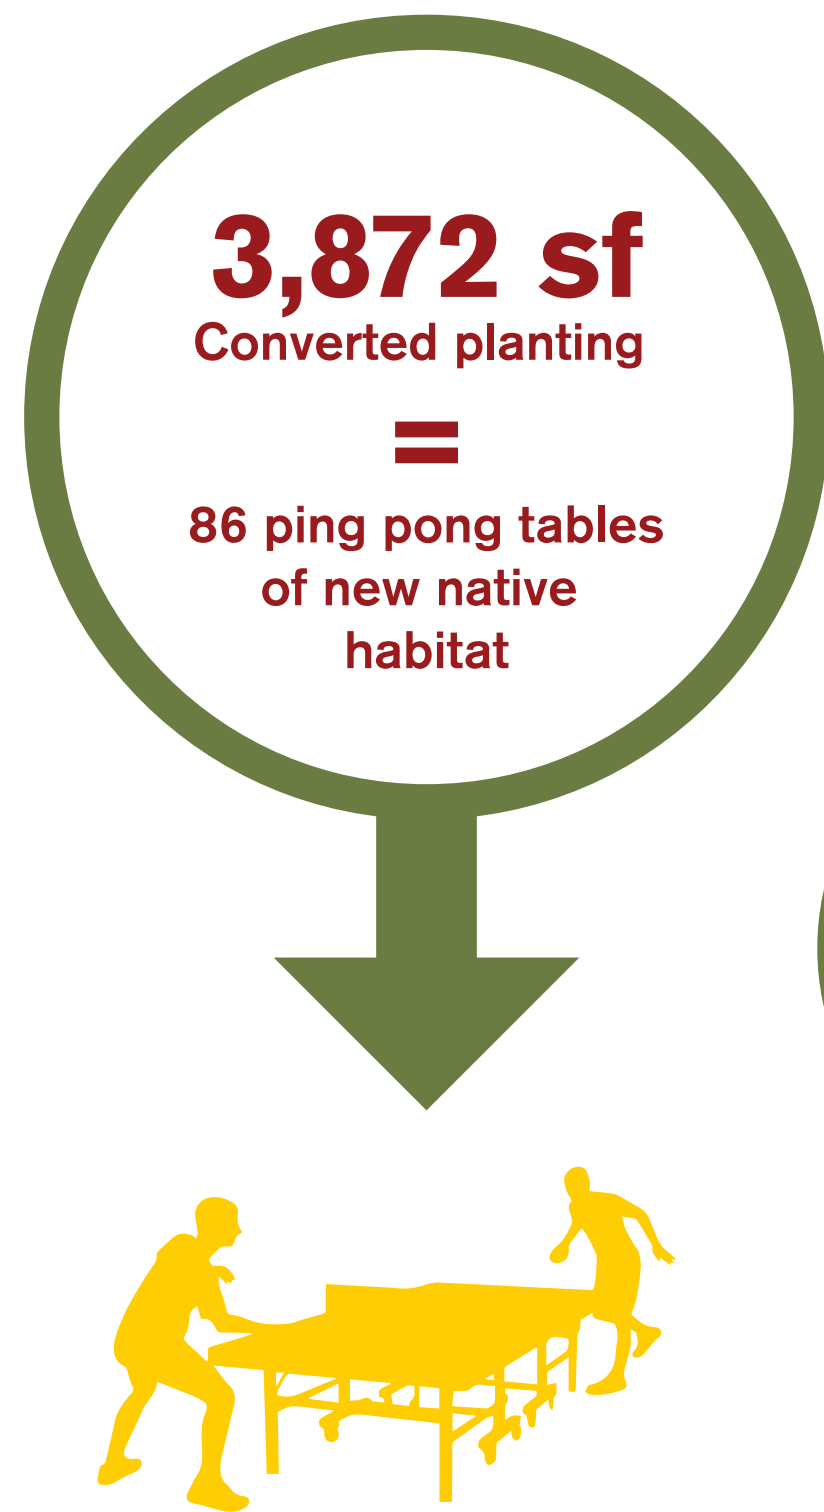 3,872 sf
Converted planting
=
86 ping pong tables
of new native
habitat